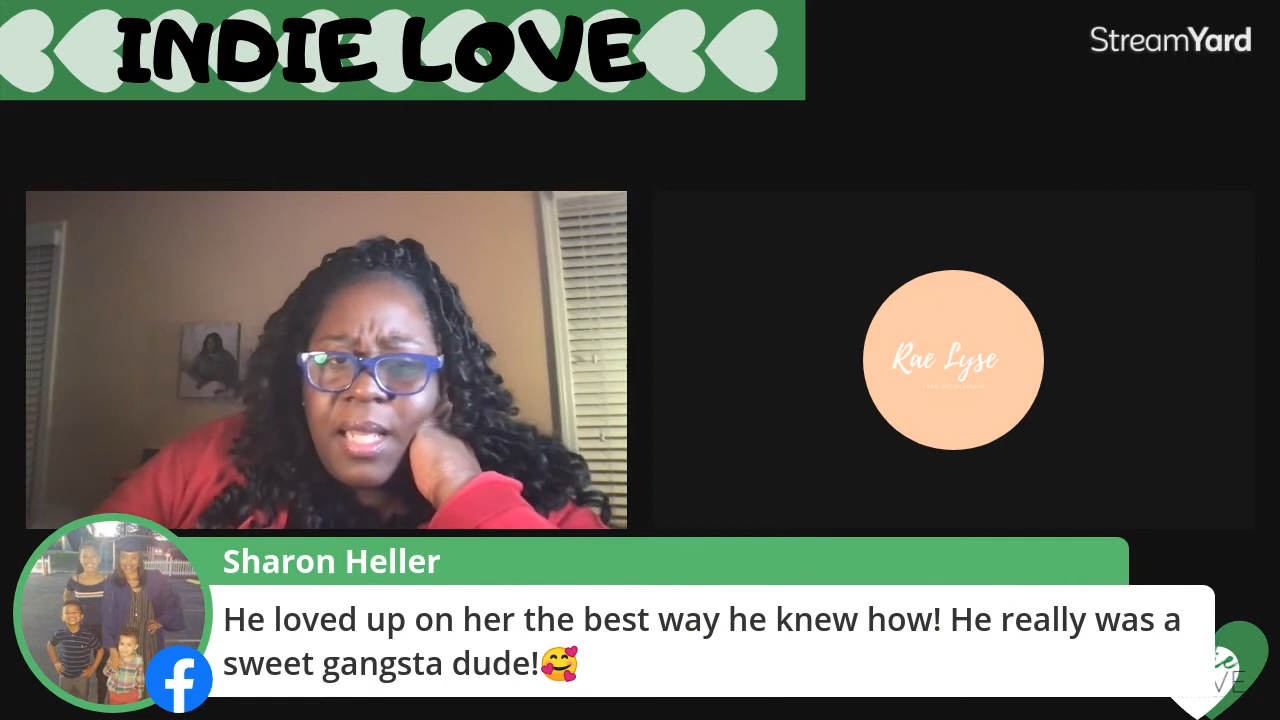 INDIE LOVE
StreamYard
Rae Lyse
Sharon Heller
He loved up on her the best way he knew how! He really was a
sweet gangsta dude!🥰